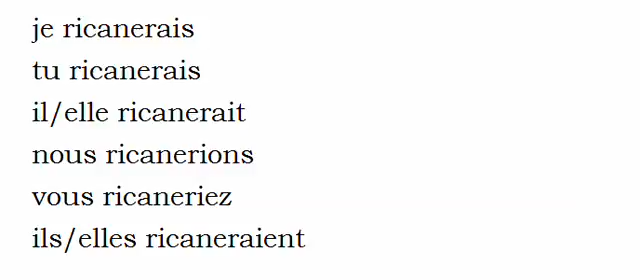 je ricanerais
tu ricanerais
il/elle ricanerait
nous ricanerions
vous ricaneriez
ils/elles ricaneraient